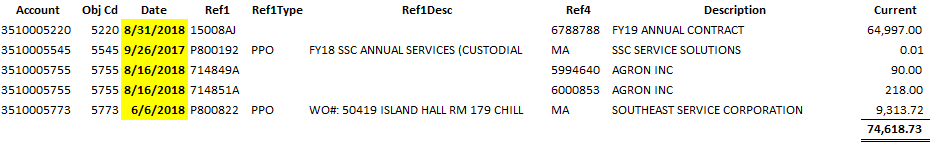 Account Obj Cd Date Ref1 Ref1Type Ref1Desc Ref4 Description Current
3510005220 5220 8/31/2018 15008AJ 6788788 FY19 ANNUAL CONTRACT 64,997.00
3510005545 5545 9/26/2017 P800192 PPO FY18 SSC ANNUAL SERVICES (CUSTODIAL MA SSC SERVICE SOLUTIONS 0.01
3510005755 5755 8/16/2018 714849A 5994640 AGRON INC 90.00
3510005755 5755 8/16/2018 714851A 6000853 AGRON INC 218.00
3510005773 5773 6/6/2018 P800822 PPO WO#: 50419 ISLAND HALL RM 179 CHILL MA SOUTHEAST SERVICE CORPORATION 9,313.72
74,618.73